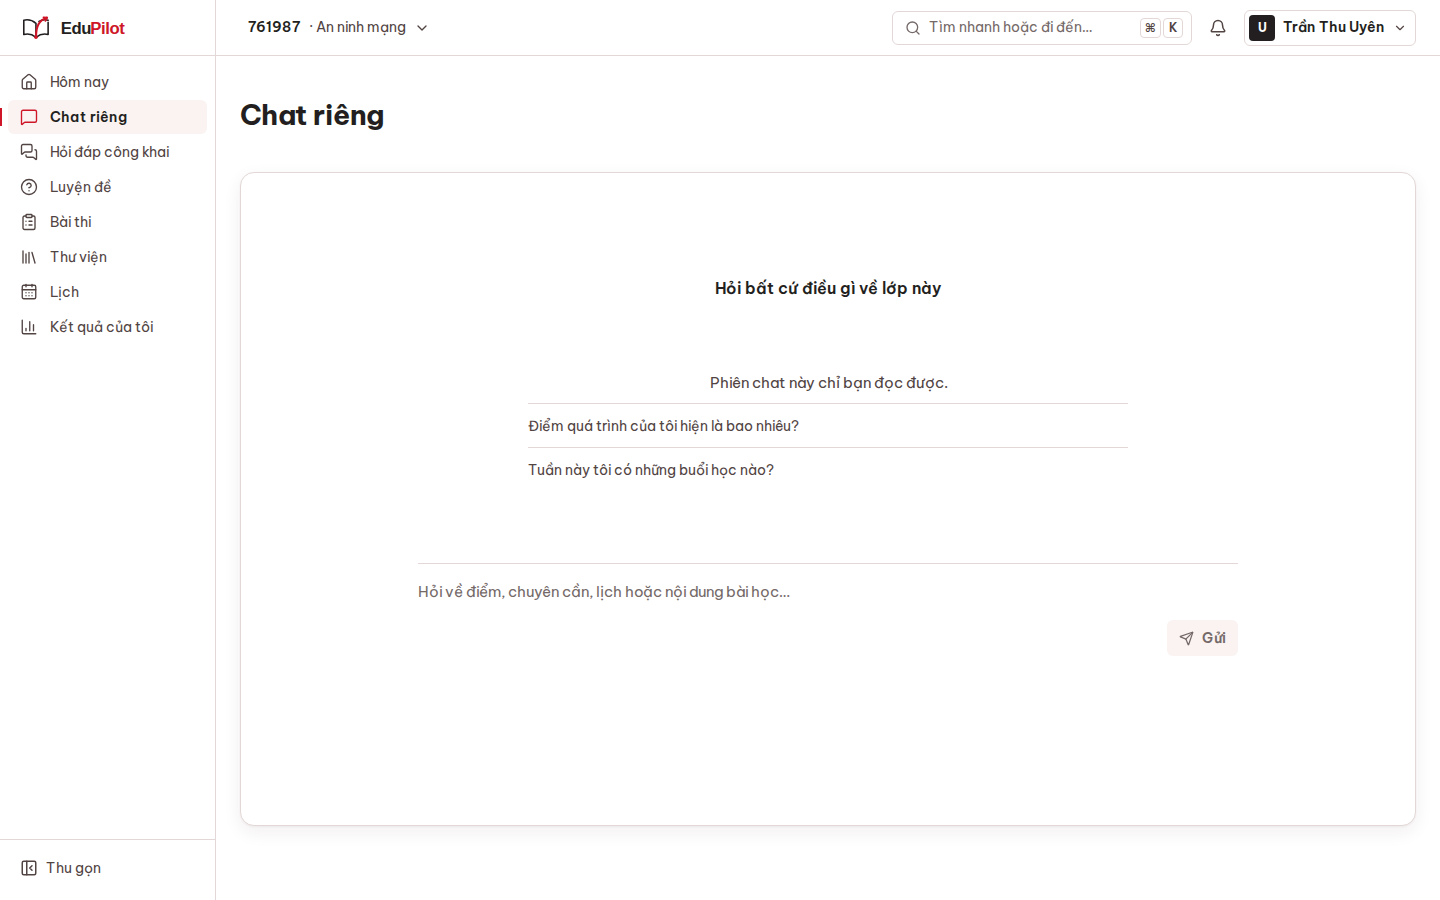 EduPilot
761987 · An ninh mạng
Tìm nhanh hoặc đi đến...
⌘ K
U
Trần Thu Uyên
Hôm nay
Chat riêng
Hỏi đáp công khai
Luyện đề
Bài thi
Thư viện
Lịch
Kết quả của tôi
Thu gọn
Chat riêng
Hỏi bất cứ điều gì về lớp này
Phiên chat này chỉ bạn đọc được.
Điểm quá trình của tôi hiện là bao nhiêu?
Tuần này tôi có những buổi học nào?
Hỏi về điểm, chuyên cần, lịch hoặc nội dung bài học...
Gửi